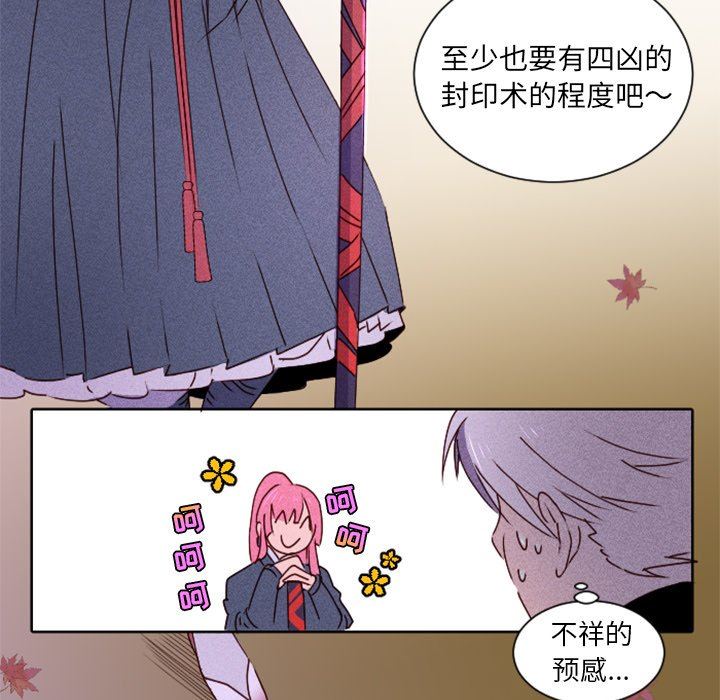 至少也要有四凶的
封印术的程度吧～
呵呵呵呵
呵呵
不祥的
预感...